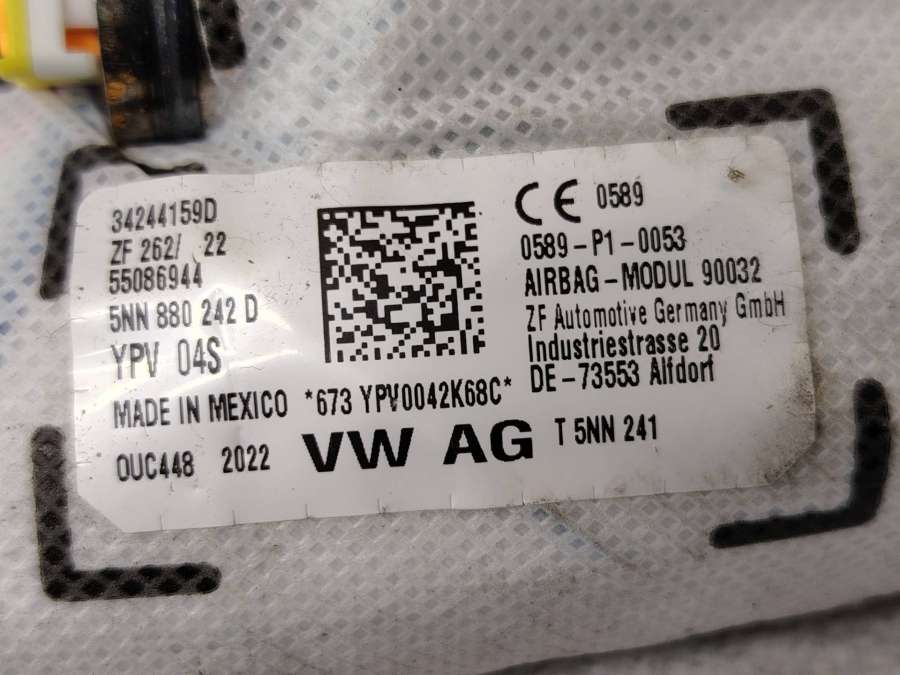 34244159D
ZF 262/ 22
55086944
5NN 880 242 D
YPV 04S
MADE IN MEXICO *673 YPV0042K68C*
0UC448 2022 VW AG T 5NN 241
CE 0589
0589-P1-0053
AIRBAG-MODUL 90032
ZF Automotive Germany GmbH
Industriestrasse 20
DE-73553 Alfdorf